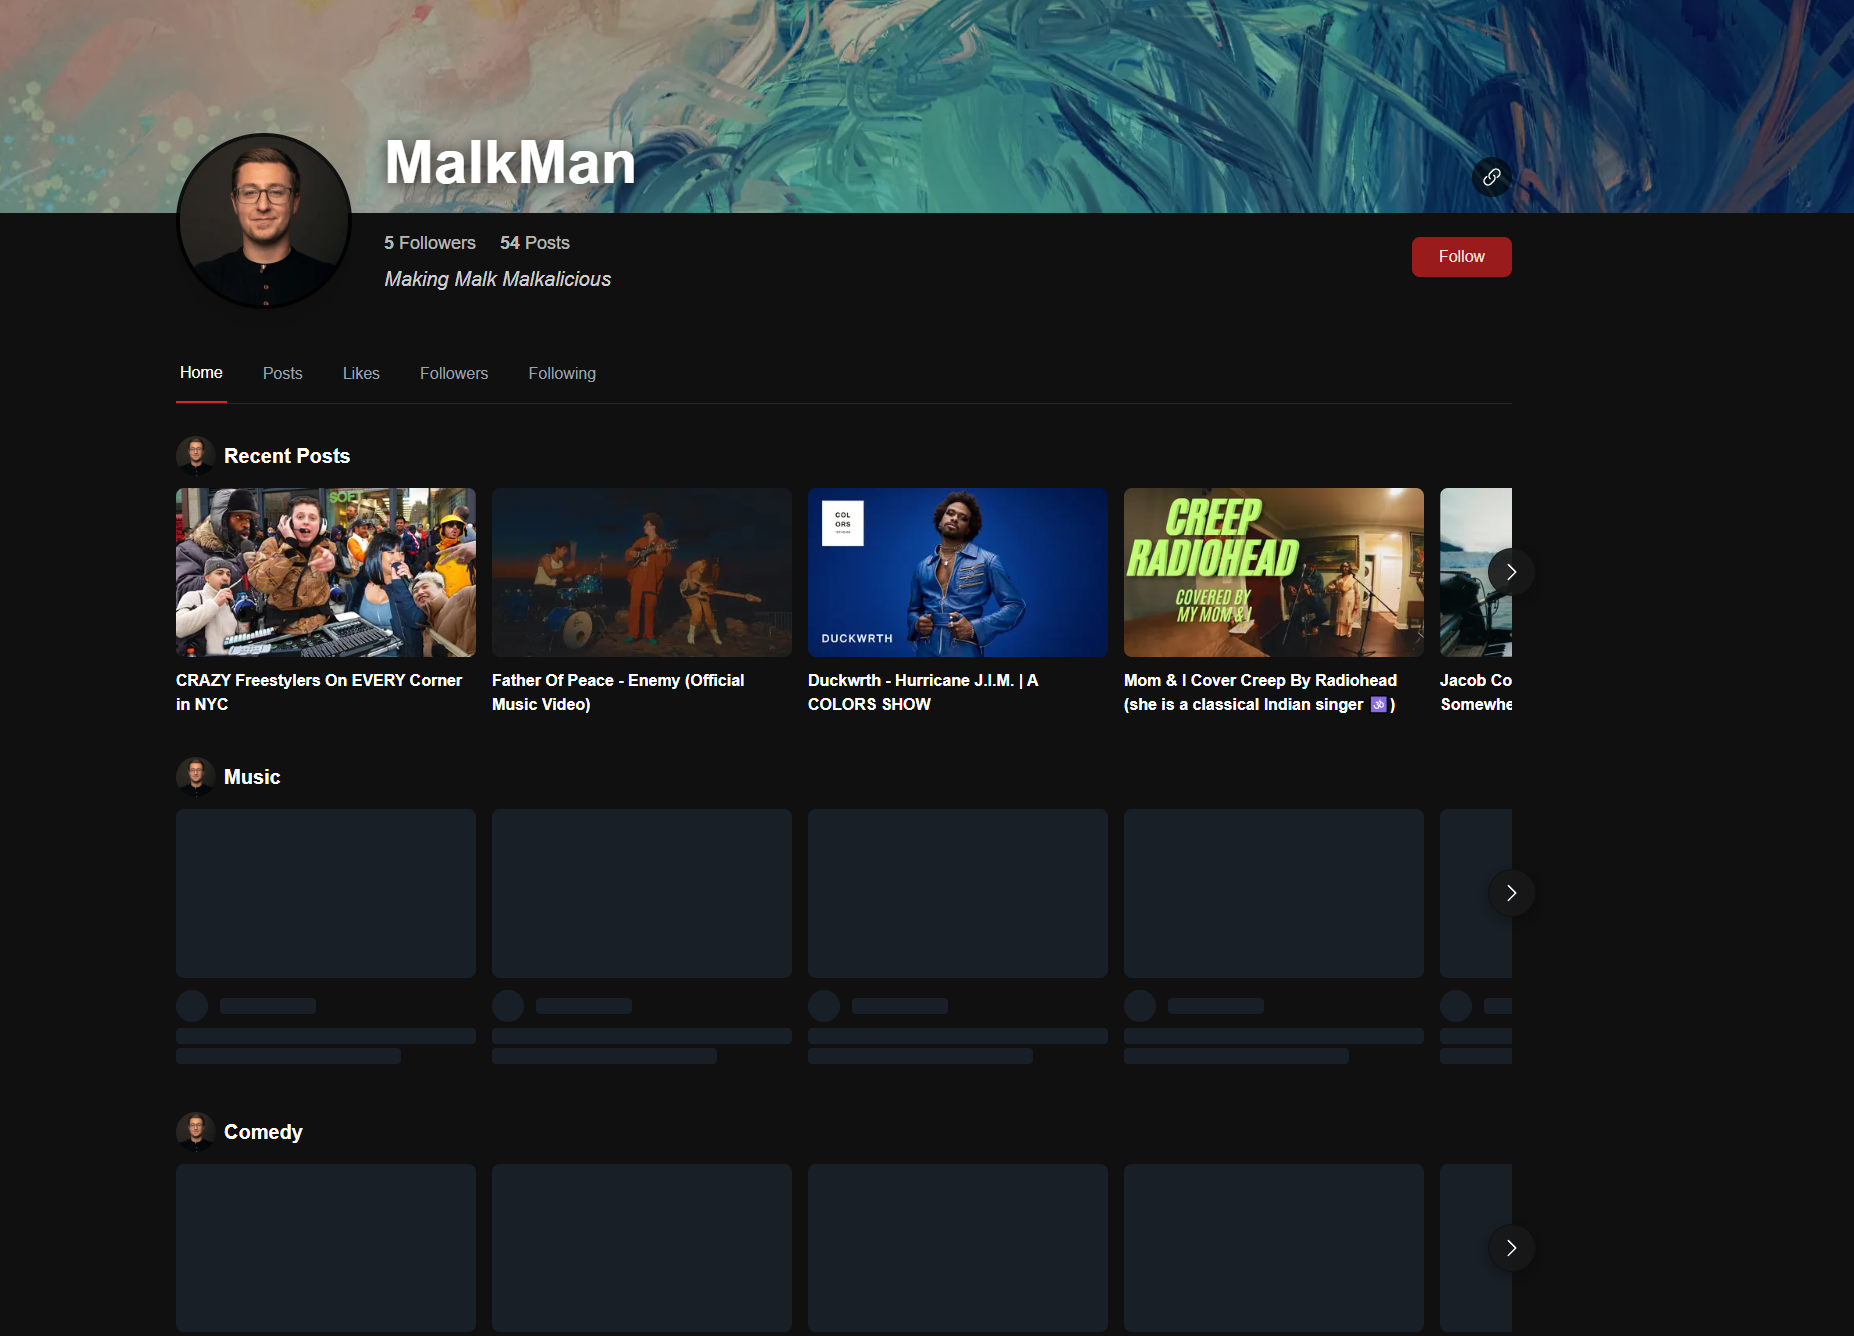 MalkMan
5 Followers 54 Posts
Follow
Making Malk Malkalicious
Home Posts Likes Followers Following
Recent Posts
SOFT
COL
ORS
DUCKWRTH
CREEP
RADIOHEAD
COVERED BY
MY MOM & I
CRAZY Freestylers On EVERY Corner
in NYC
Father Of Peace - Enemy (Official
Music Video)
Duckwrth - Hurricane J.I.M. | A
COLORS SHOW
Mom & I Cover Creep By Radiohead
(she is a classical Indian singer 🕉️ )
Jacob Co
Somewhe
Music
Comedy